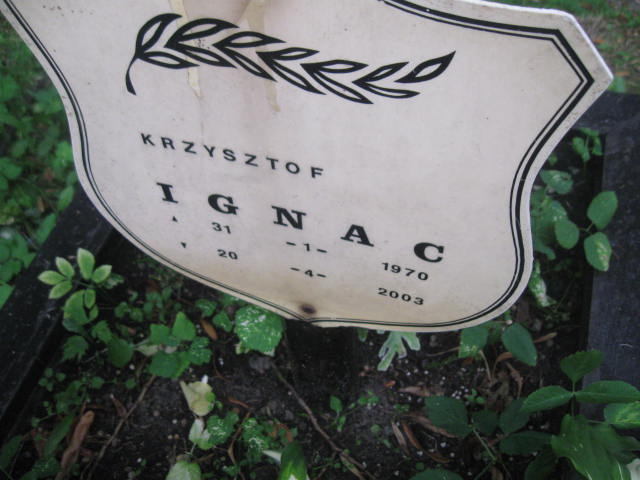 KRZYSZTOF
IGNAC
▲ 31 -1- 1970
▼ 20 -4- 2003